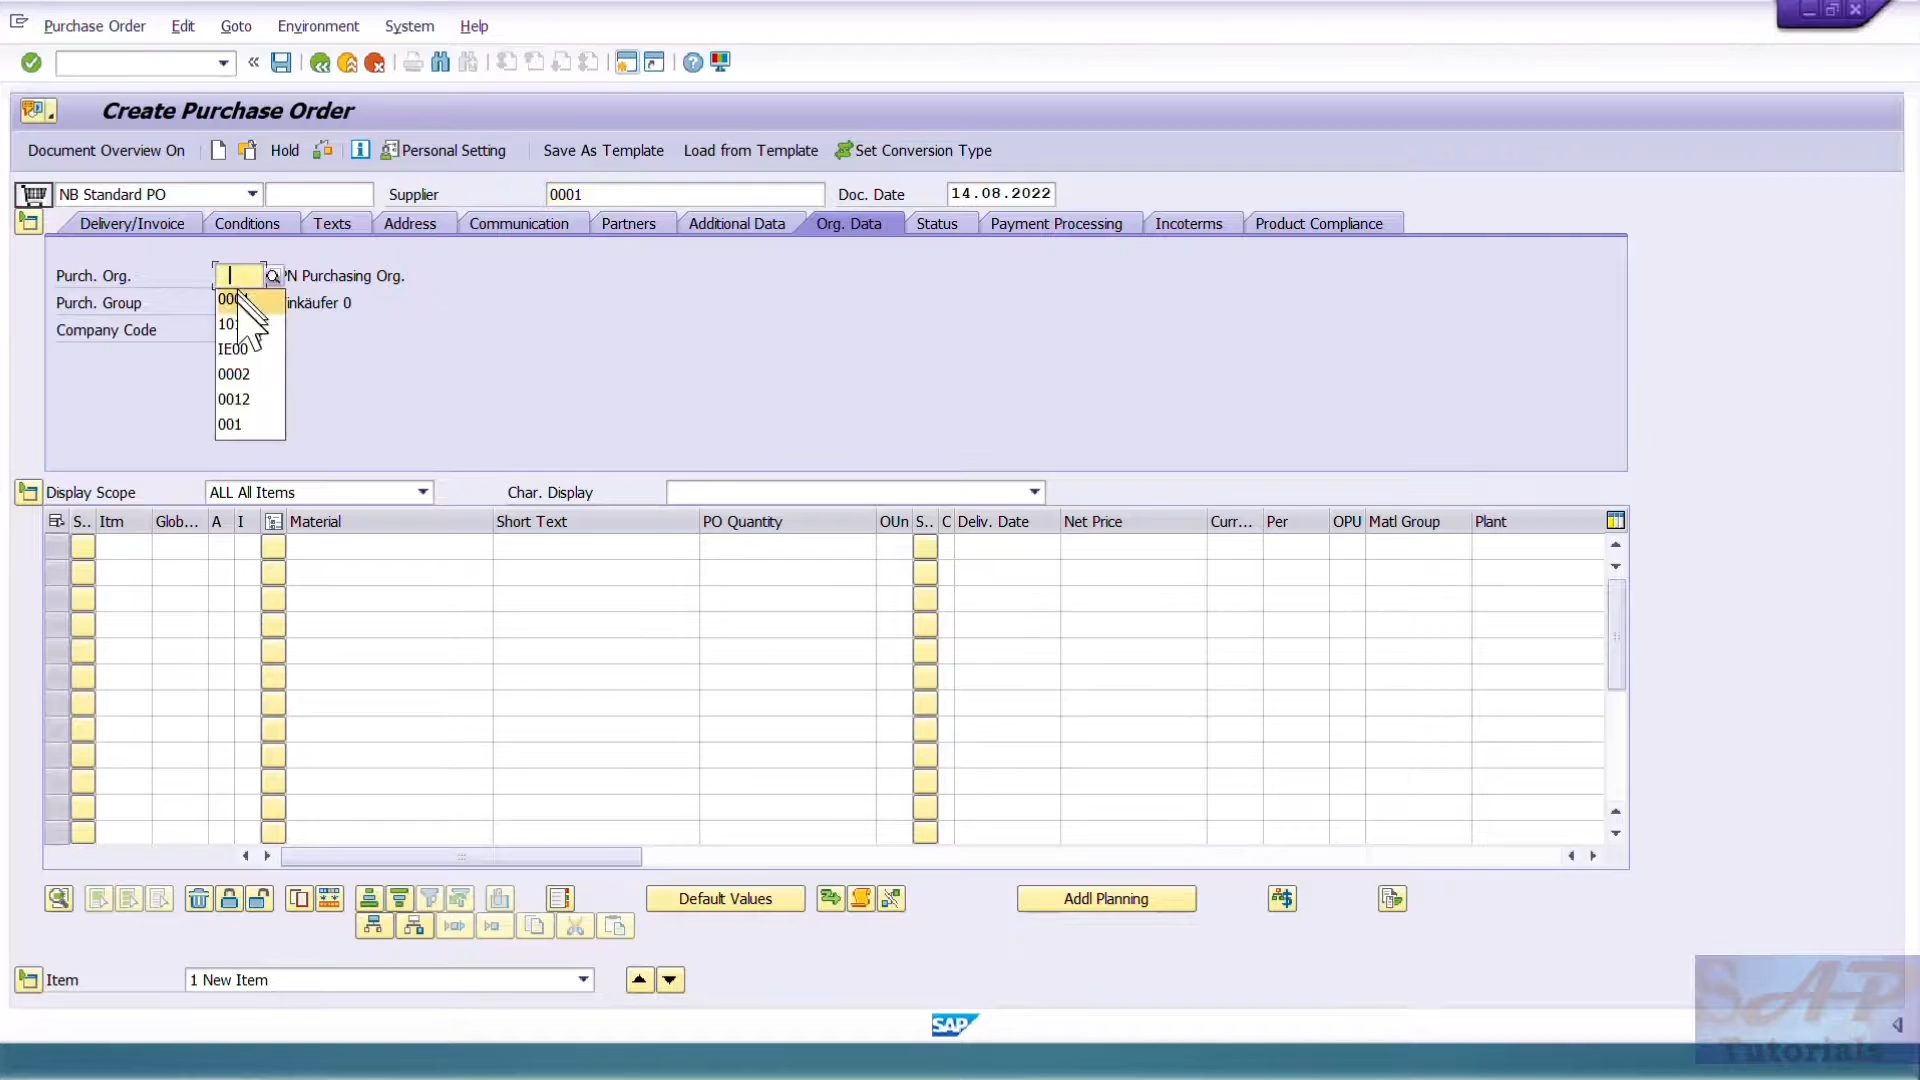 Purchase Order Edit Goto Environment System Help
Create Purchase Order
Document Overview On Hold Personal Setting Save As Template Load from Template Set Conversion Type
NB Standard PO Supplier 0001 Doc. Date 14.08.2022
Delivery/Invoice Conditions Texts Address Communication Partners Additional Data Org. Data Status Payment Processing Incoterms Product Compliance
Purch. Org. PN Purchasing Org.
Purch. Group inkäufer 0
Company Code
IE00
0002
0012
001
Display Scope ALL All Items Char. Display
S.. Itm Glob... A I Material Short Text PO Quantity OUn S.. C Deliv. Date Net Price Curr... Per OPU Matl Group Plant
Default Values Addl Planning
Item 1 New Item
SAP
SAP
Tutorials